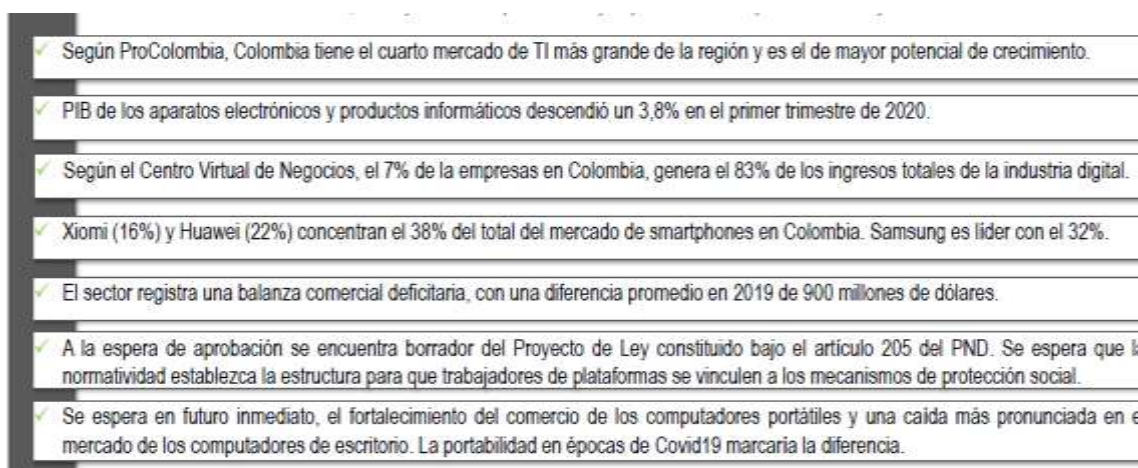 ✓ Según ProColombia, Colombia tiene el cuarto mercado de TI más grande de la región y es el de mayor potencial de crecimiento.
✓ PIB de los aparatos electrónicos y productos informáticos descendió un 3,8% en el primer trimestre de 2020.
✓ Según el Centro Virtual de Negocios, el 7% de la empresas en Colombia, genera el 83% de los ingresos totales de la industria digital.
✓ Xiomi (16%) y Huawei (22%) concentran el 38% del total del mercado de smartphones en Colombia. Samsung es líder con el 32%.
✓ El sector registra una balanza comercial deficitaria, con una diferencia promedio en 2019 de 900 millones de dólares.
✓ A la espera de aprobación se encuentra borrador del Proyecto de Ley constituido bajo el artículo 205 del PND. Se espera que l
normatividad establezca la estructura para que trabajadores de plataformas se vinculen a los mecanismos de protección social.
✓ Se espera en futuro inmediato, el fortalecimiento del comercio de los computadores portátiles y una caída más pronunciada en e
mercado de los computadores de escritorio. La portabilidad en épocas de Covid19 marcaría la diferencia.